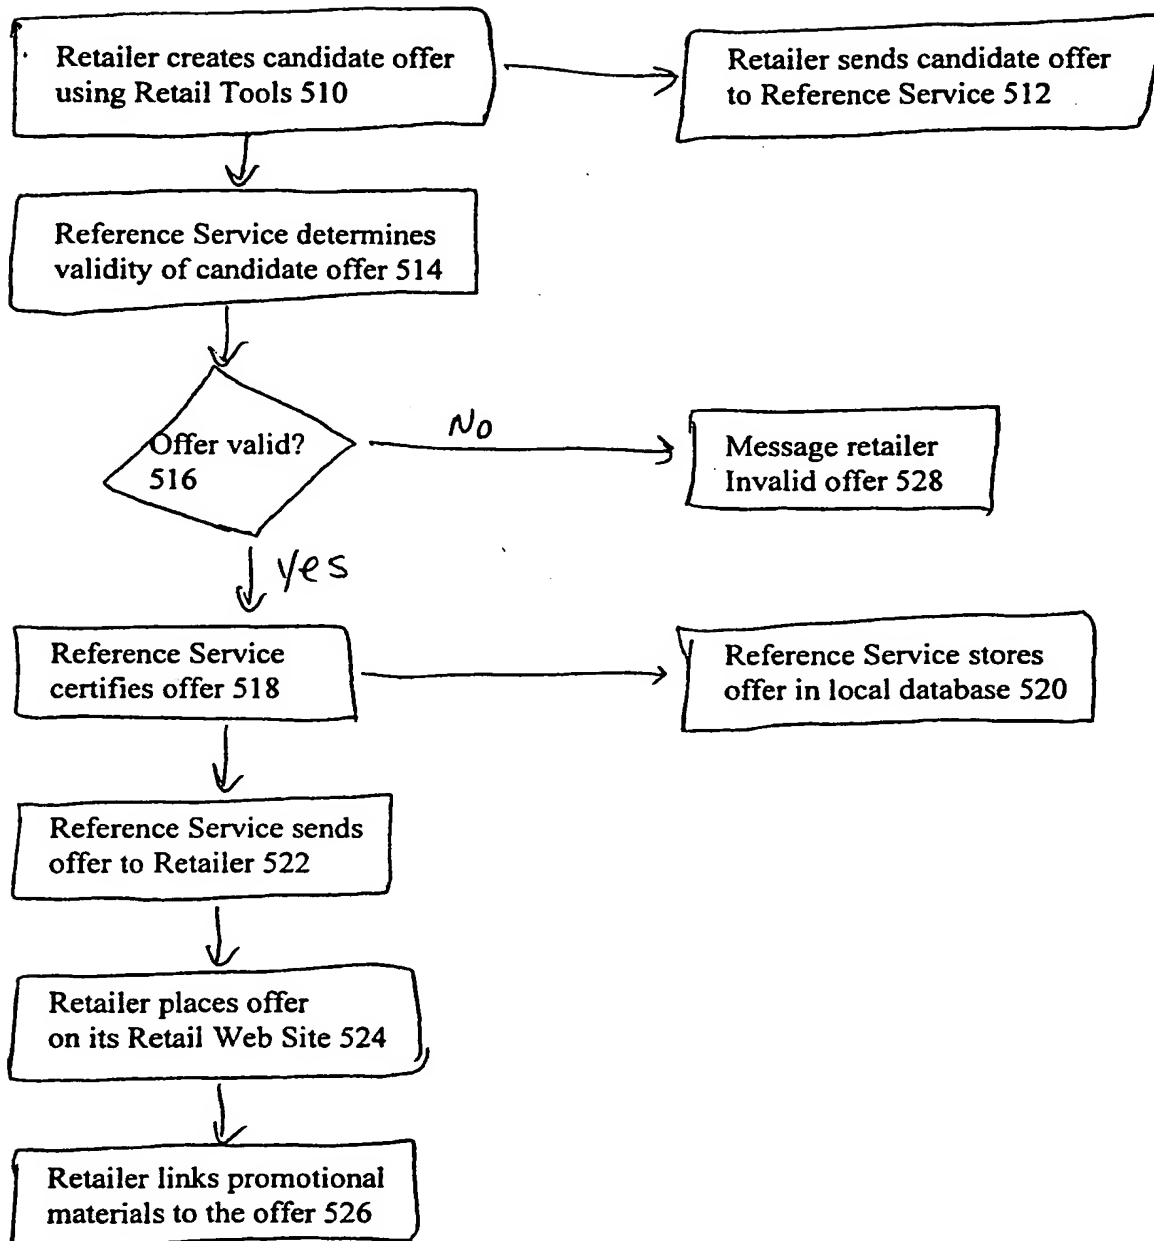 Retailer creates candidate offer
using Retail Tools 510
Retailer sends candidate offer
to Reference Service 512
Reference Service determines
validity of candidate offer 514
Offer valid?
516
No
Message retailer
Invalid offer 528
Yes
Reference Service
certifies offer 518
Reference Service stores
offer in local database 520
Reference Service sends
offer to Retailer 522
Retailer places offer
on its Retail Web Site 524
Retailer links promotional
materials to the offer 526